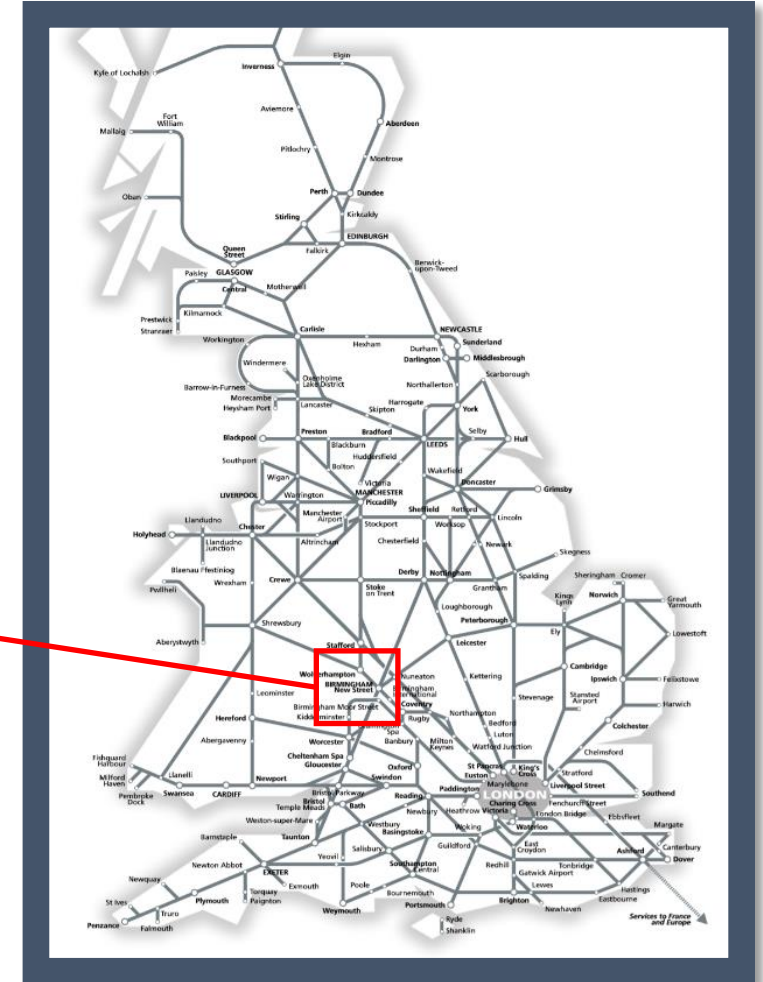 Elgin
Inverness
Kyle of Lochalsh
Aviemore
Fort
William
Aberdeen
Mallaig
Pitlochry
Montrose
Perth
Dundee
Oban
Stirling
Kirkcaldy
EDINBURGH
Queen
Street
Falkirk
Berwick-
upon-Tweed
Paisley
GLASGOW
Central
Motherwell
Kilmarnock
Prestwick
Stranraer
Carlisle
NEWCASTLE
Workington
Hexham
Durham
Sunderland
Darlington
Middlesbrough
Windermere
Scarborough
Oxenholme
Lake District
Northallerton
Barrow-in-Furness
Morecambe
Heysham Port
Lancaster
Harrogate
Skipton
York
Preston
Bradford
Selby
Blackpool
Blackburn
LEEDS
Hull
Huddersfield
Southport
Bolton
Wakefield
Wigan
Victoria
Doncaster
MANCHESTER
Piccadilly
Grimsby
LIVERPOOL
Warrington
Manchester
Airport
Sheffield
Retford
Llandudno
Stockport
Worksop
Lincoln
Holyhead
Chester
Llandudno
Junction
Altrincham
Chesterfield
Newark
Skegness
Blaenau Ffestiniog
Derby
Nottingham
Sheringham
Cromer
Wrexham
Crewe
Spalding
Pwllheli
Stoke
on Trent
Grantham
Kings
Lynn
Norwich
Great
Yarmouth
Loughborough
Shrewsbury
Peterborough
Ely
Lowestoft
Aberystwyth
Stafford
Leicester
Wolverhampton
Nuneaton
Kettering
Cambridge
BIRMINGHAM
New Street
Birmingham
International
Ipswich
Felixstowe
Leominster
Coventry
Stevenage
Stansted
Airport
Birmingham Moor Street
Northampton
Harwich
Hereford
Kidderminster
Rugby
Bedford
Leamington
Spa
Colchester
Abergavenny
Worcester
Banbury
Milton
Keynes
Luton
Watford Junction
Chelmsford
Fishguard
Harbour
Cheltenham Spa
Gloucester
Oxford
St Pancras
King's
Cross
Euston
Stratford
Milford
Haven
Llanelli
Newport
Swindon
Marylebone
Liverpool Street
Pembroke
Dock
Swansea
CARDIFF
Bristol Parkway
Reading
Paddington
LONDON
Southend
Bristol
Temple Meads
Bath
Charing Cross
Fenchurch Street
Newbury
Heathrow
Victoria
London Bridge
Ebbsfleet
Weston-super-Mare
Westbury
Waterloo
Margate
Barnstaple
Taunton
Basingstoke
Woking
East
Croydon
Canterbury
Yeovil
Salisbury
Guildford
Ashford
Newton Abbot
Redhill
Tonbridge
Dover
EXETER
Southampton
Central
Gatwick Airport
Newquay
Exmouth
Poole
Lewes
Hastings
Torquay
Paignton
Bournemouth
Eastbourne
St Ives
Plymouth
Weymouth
Portsmouth
Brighton
Newhaven
Truro
Penzance
Falmouth
Ryde
Shanklin
Services to France
and Europe